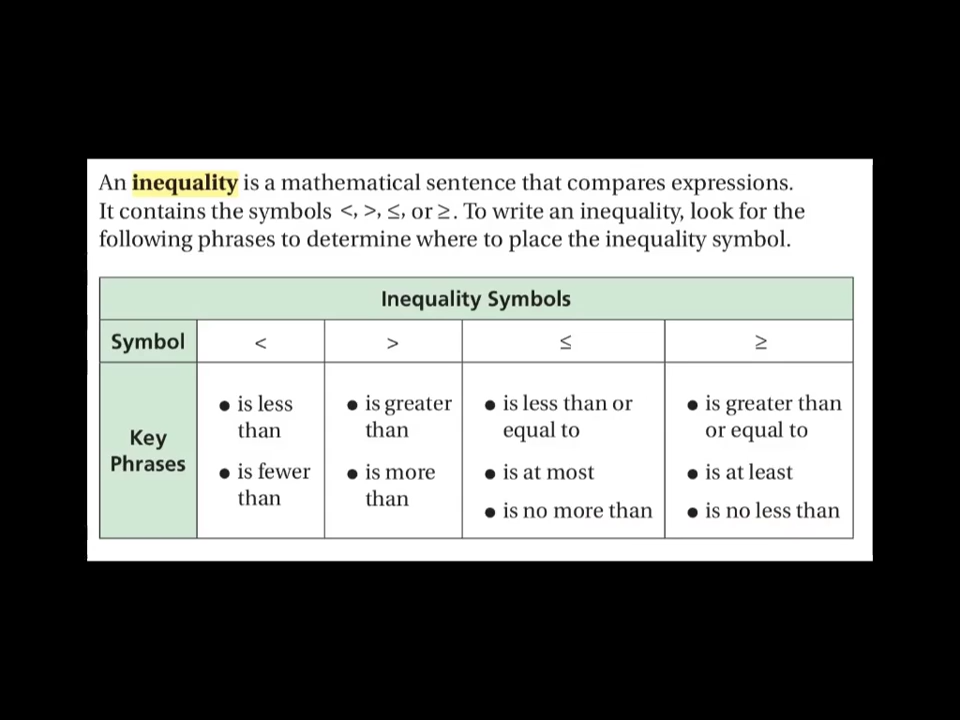 An inequality is a mathematical sentence that compares expressions.
It contains the symbols <, >, ≤, or ≥. To write an inequality, look for the
following phrases to determine where to place the inequality symbol.
Inequality Symbols
Symbol < > ≤ ≥
Key
Phrases
• is less
than
• is fewer
than
• is greater
than
• is more
than
• is less than or
equal to
• is at most
• is no more than
• is greater than
or equal to
• is at least
• is no less than